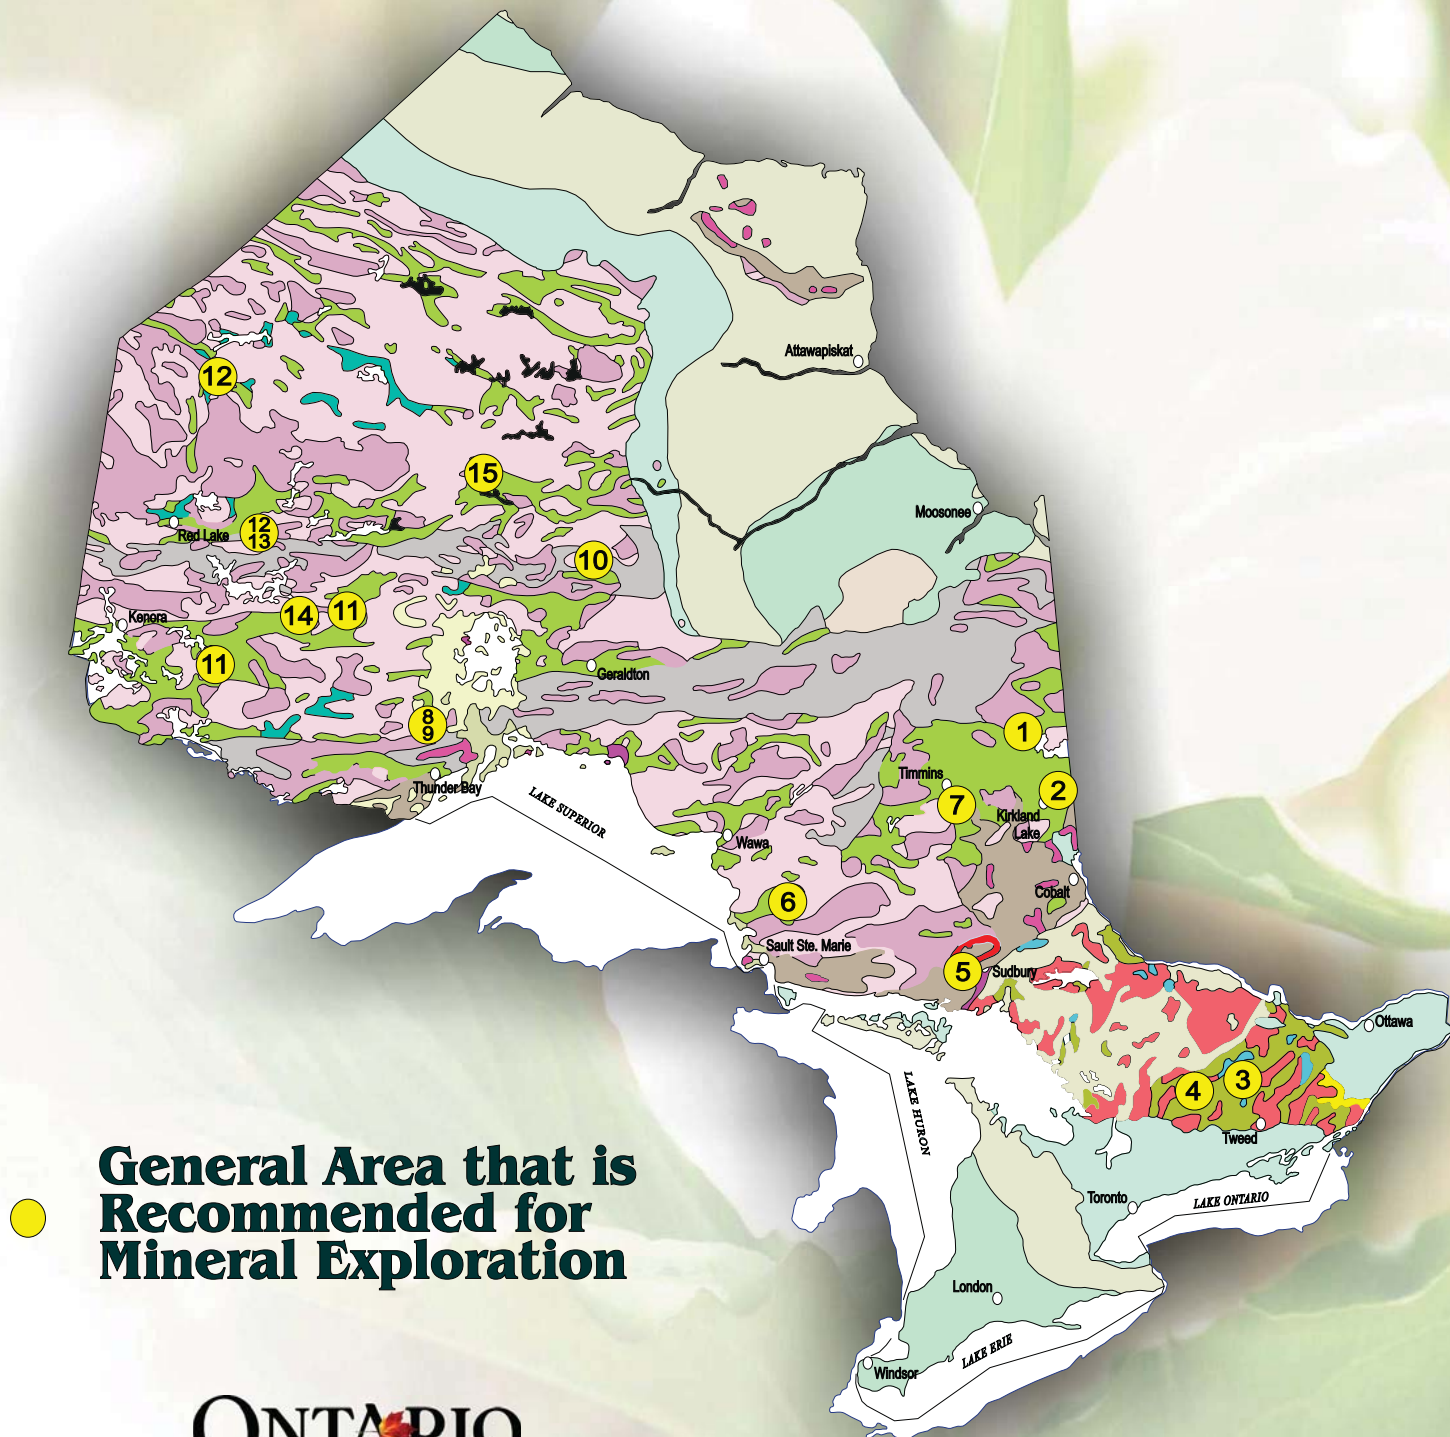 Attawapiskat
12
15
Moosonee
12
13
Red Lake
10
14
11
Kenora
11
Geraldton
8
9
1
Timmins
2
7
Kirkland
Lake
Thunder Bay
LAKE SUPERIOR
Wawa
Cobalt
6
Sault Ste. Marie
5
Sudbury
Ottawa
LAKE HURON
4
3
Tweed
General Area that is
Recommended for
Mineral Exploration
Toronto
LAKE ONTARIO
London
LAKE ERIE
Windsor
ONTARIO